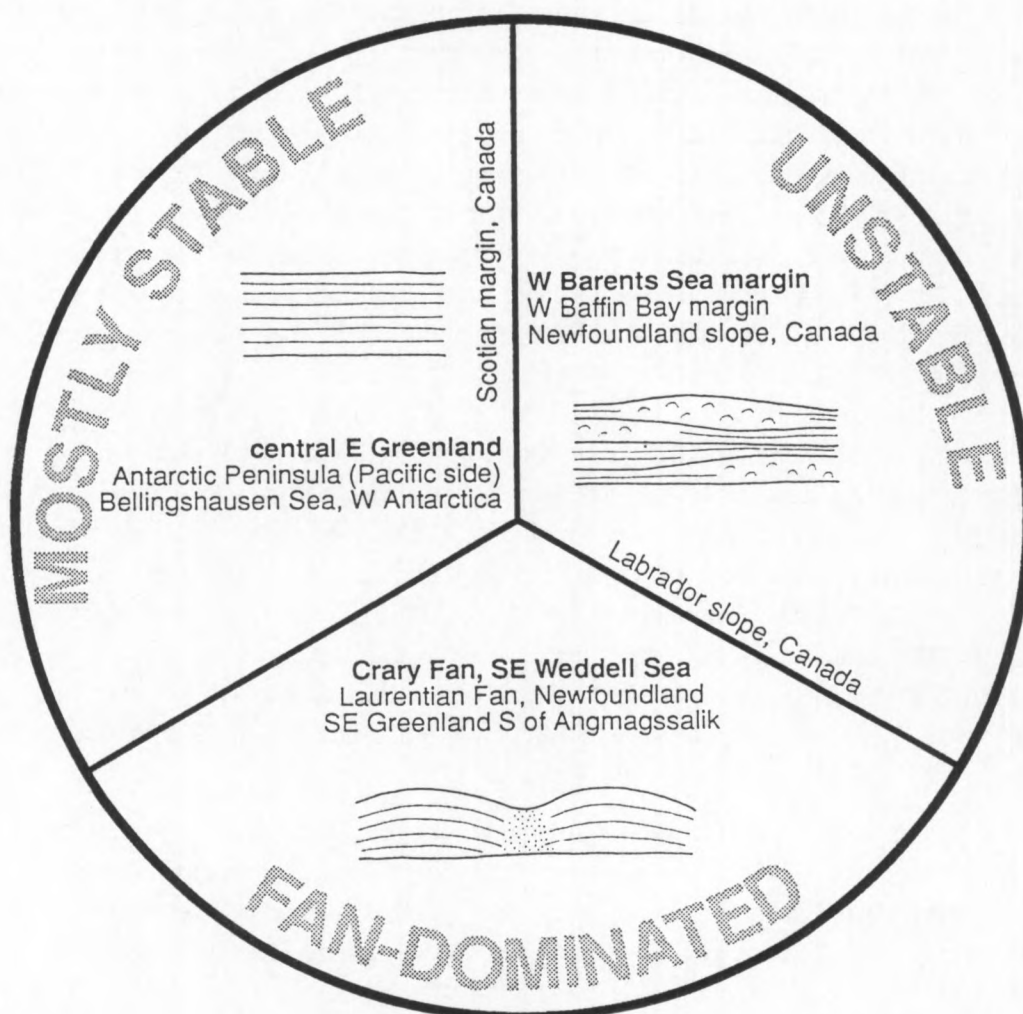 MOSTLY STABLE
UNSTABLE
Scotian margin, Canada
W Barents Sea margin
W Baffin Bay margin
Newfoundland slope, Canada
central E Greenland
Antarctic Peninsula (Pacific side)
Bellingshausen Sea, W Antarctica
Labrador slope, Canada
Crary Fan, SE Weddell Sea
Laurentian Fan, Newfoundland
SE Greenland S of Angmagssalik
FAN-DOMINATED